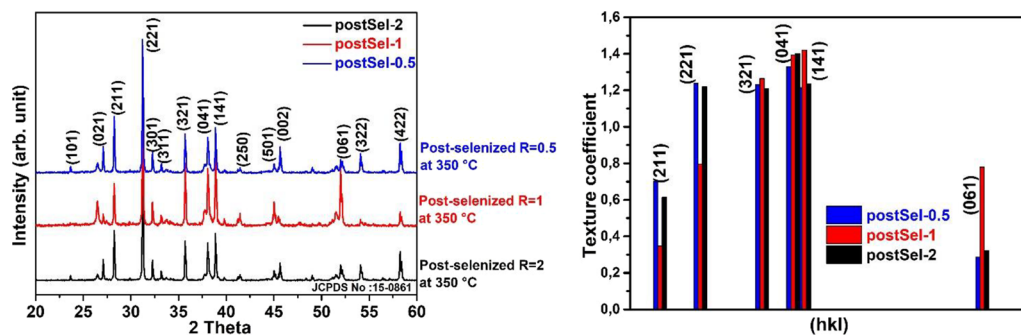 postSel-2
postSel-1
postSel-0.5
(101)
(021)
(211)
(221)
(301)
(311)
(321)
(041)
(141)
(250)
(501)
(002)
(061)
(322)
(422)
Post-selenized R=0.5
at 350 °C
Post-selenized R=1
at 350 °C
Post-selenized R=2
at 350 °C
JCPDS No :15-0861
Intensity (arb. unit)
20 25 30 35 40 45 50 55 60
2 Theta
Texture coefficient
1,6
1,4
1,2
1,0
0,8
0,6
0,4
0,2
0,0
(211)
(221)
(321)
(041)
(141)
(061)
postSel-0.5
postSel-1
postSel-2
(hkl)